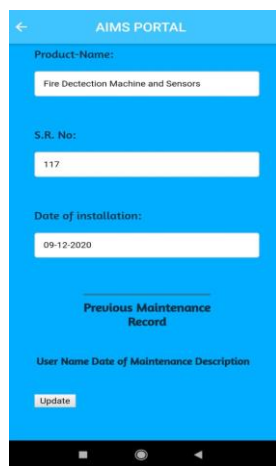 AIMS PORTAL
Product-Name:
Fire Dectection Machine and Sensors
S.R. No:
117
Date of installation:
09-12-2020
Previous Maintenance
Record
User Name Date of Maintenance Description
Update